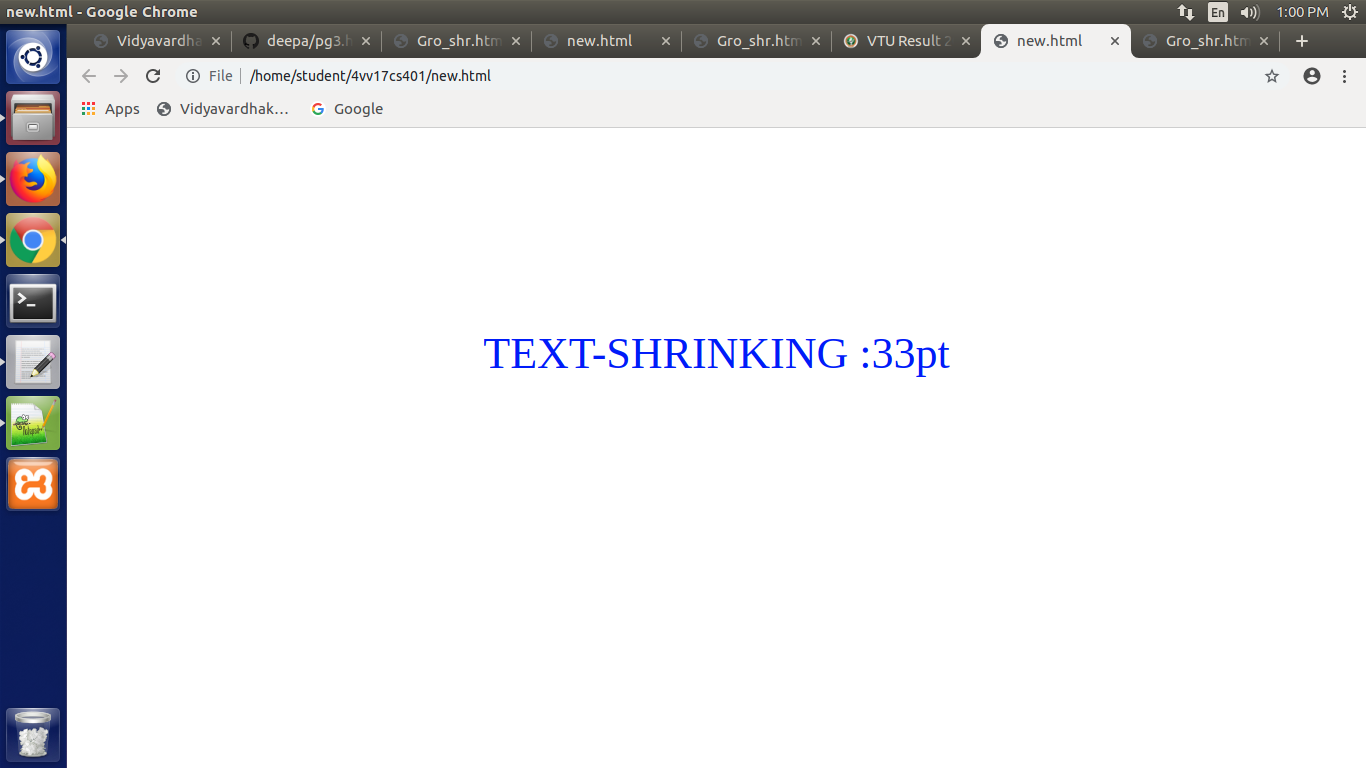 new.html - Google Chrome
En
1:00 PM
Vidyavardha
deepa/pg3.h
Gro_shr.htm
new.html
Gro_shr.htm
VTU Result 2
new.html
Gro_shr.htm
File
/home/student/4vv17cs401/new.html
Apps
Vidyavardhak...
Google
TEXT-SHRINKING :33pt